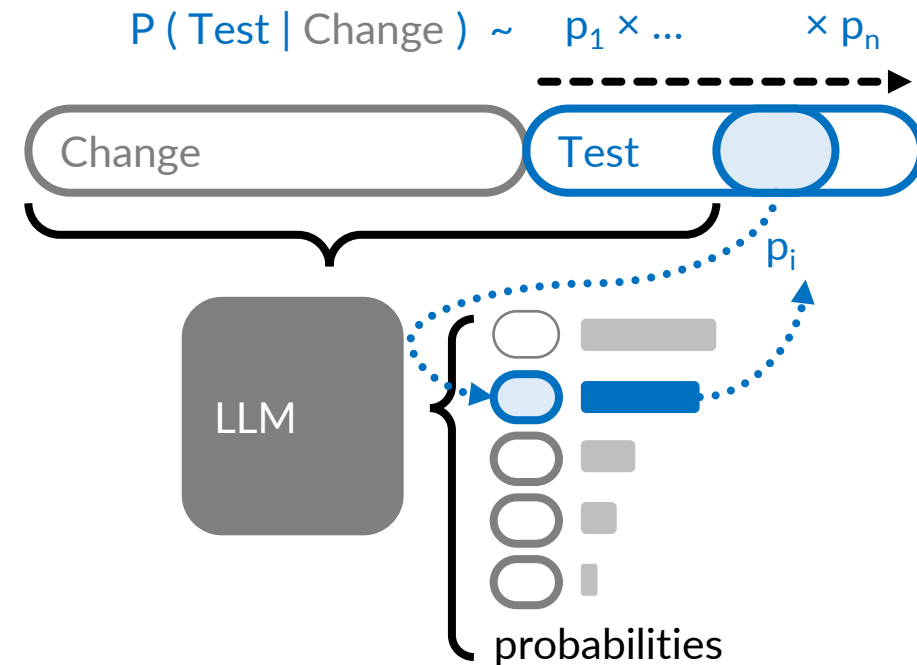 P ( Test | Change ) ~ p₁ × ... × pₙ
Change
Test
pᵢ
LLM
probabilities